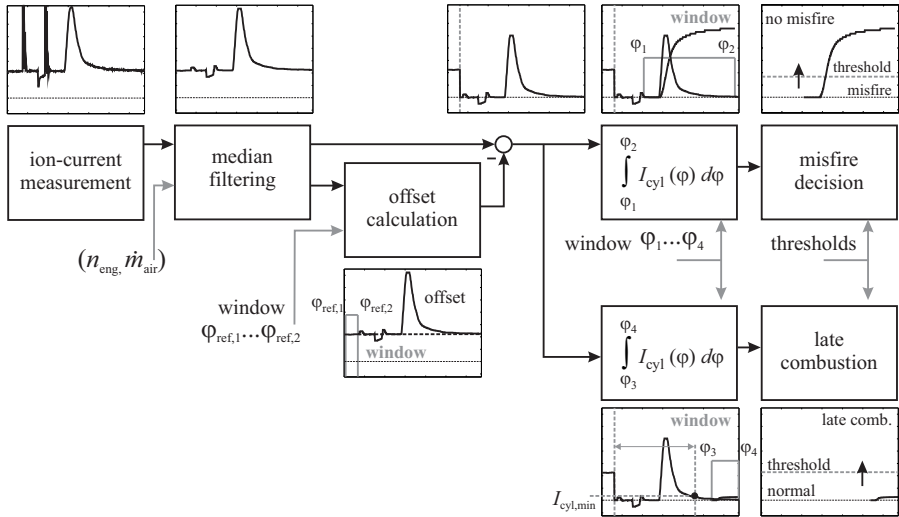 window
φ1
φ2
no misfire
threshold
misfire
ion-current
measurement
median
filtering
offset
calculation
−
φ2
∫ Icyl (φ) dφ
φ1
misfire
decision
(neng, ṁair)
window
φref,1...φref,2
φref,1
φref,2
offset
window
window φ1...φ4
thresholds
φ4
∫ Icyl (φ) dφ
φ3
late
combustion
window
φ3
φ4
Icyl,min
late comb.
threshold
normal